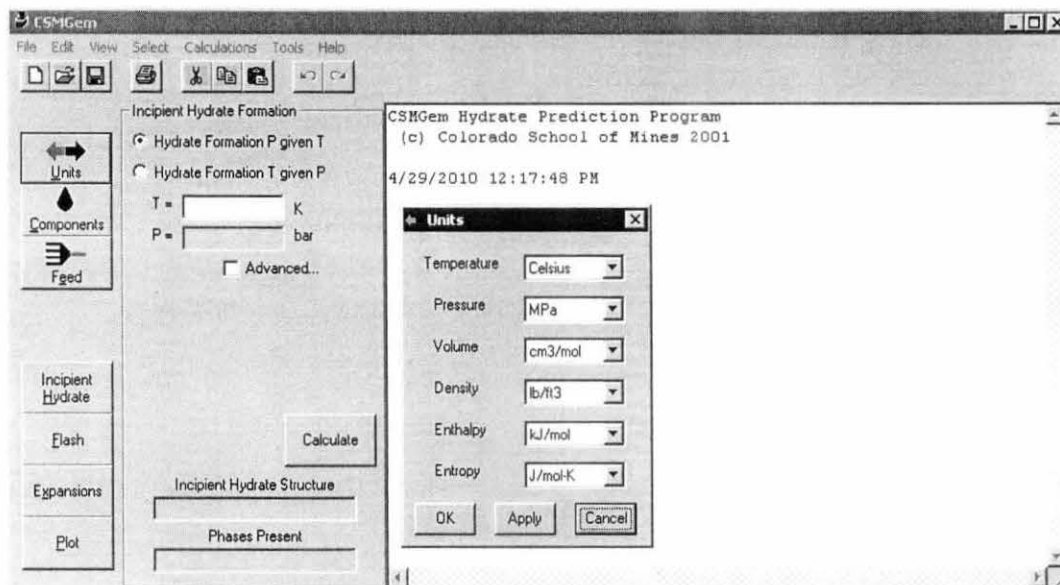 CSMGem
File Edit View Select Calculations Tools Help
Units
Components
Feed
Incipient Hydrate
Flash
Expansions
Plot
Incipient Hydrate Formation
Hydrate Formation P given T
Hydrate Formation T given P
T = K
P = bar
Advanced...
Calculate
Incipient Hydrate Structure
Phases Present
CSMGem Hydrate Prediction Program
(c) Colorado School of Mines 2001
4/29/2010 12:17:48 PM
Units
Temperature Celsius
Pressure MPa
Volume cm3/mol
Density lb/ft3
Enthalpy kJ/mol
Entropy J/mol-K
OK Apply Cancel